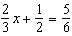 2/3 x + 1/2 = 5/6